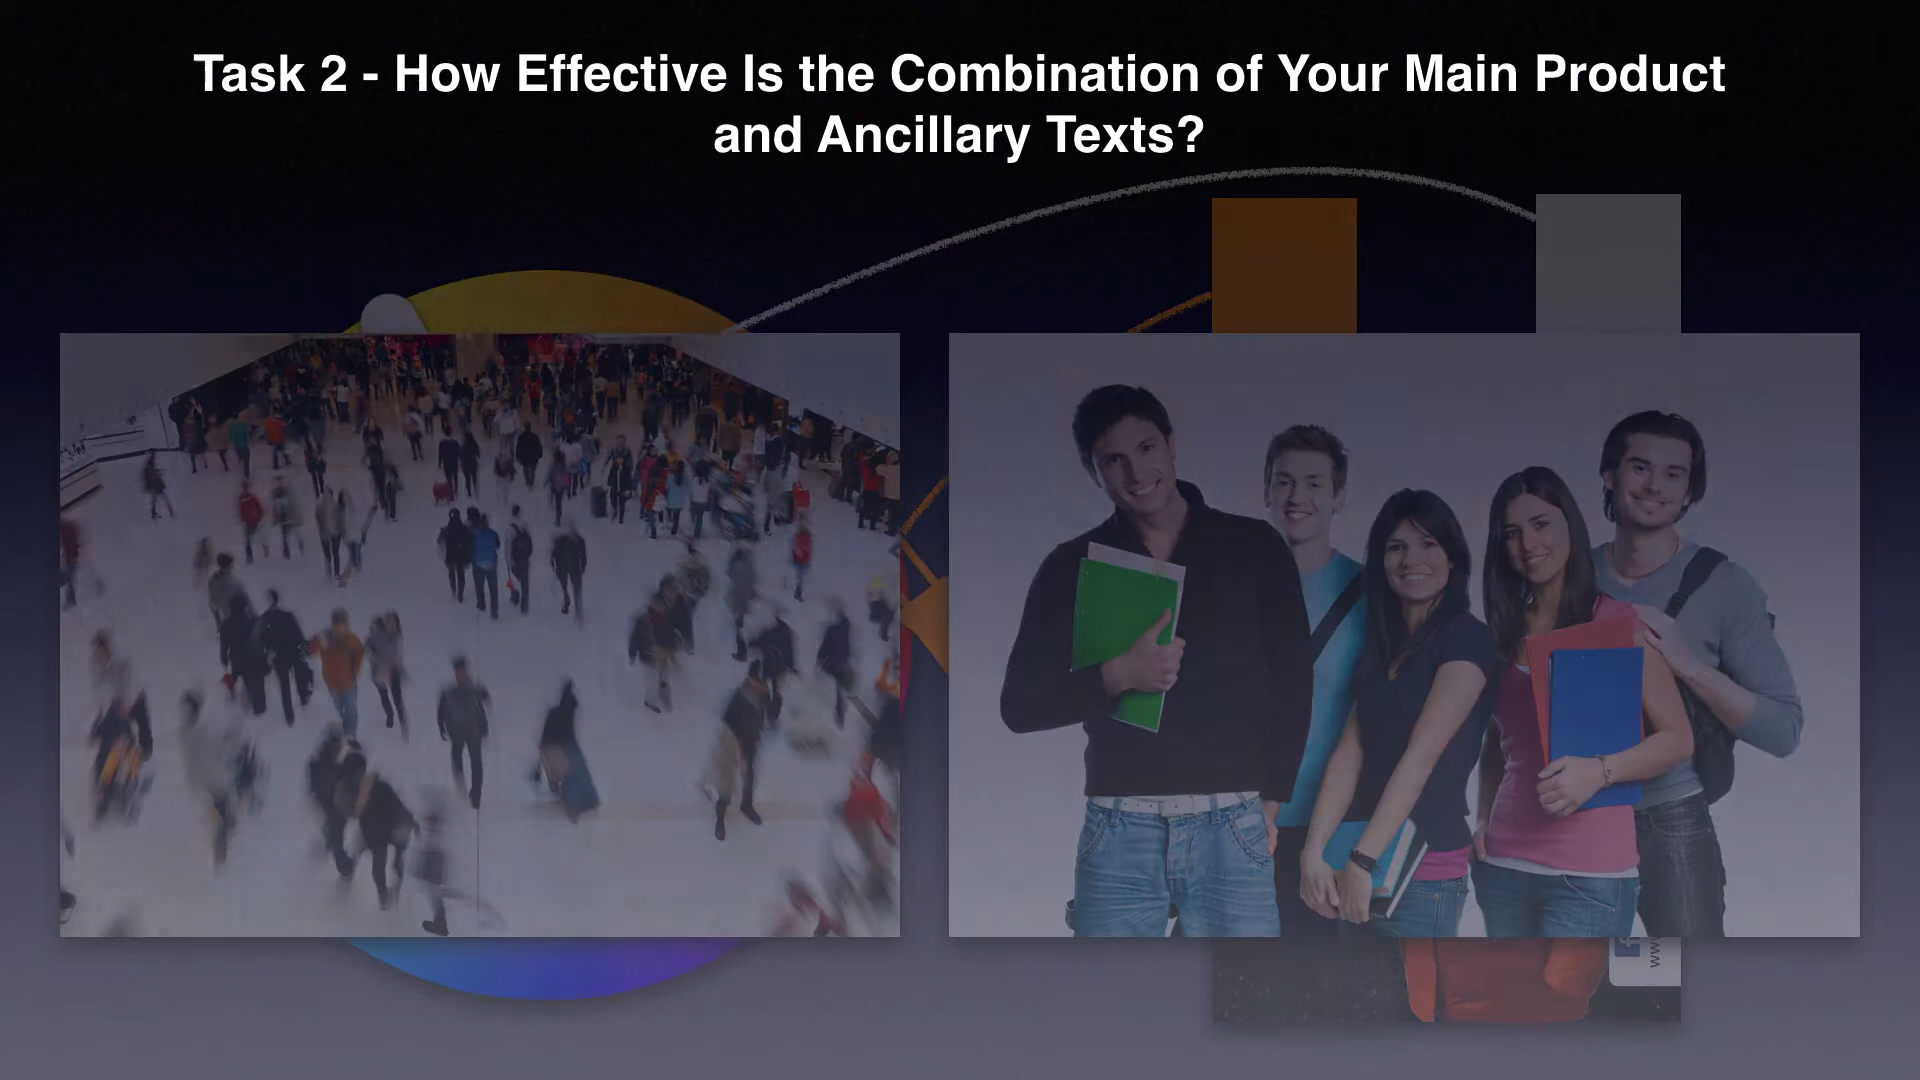 Task 2 - How Effective Is the Combination of Your Main Product
and Ancillary Texts?